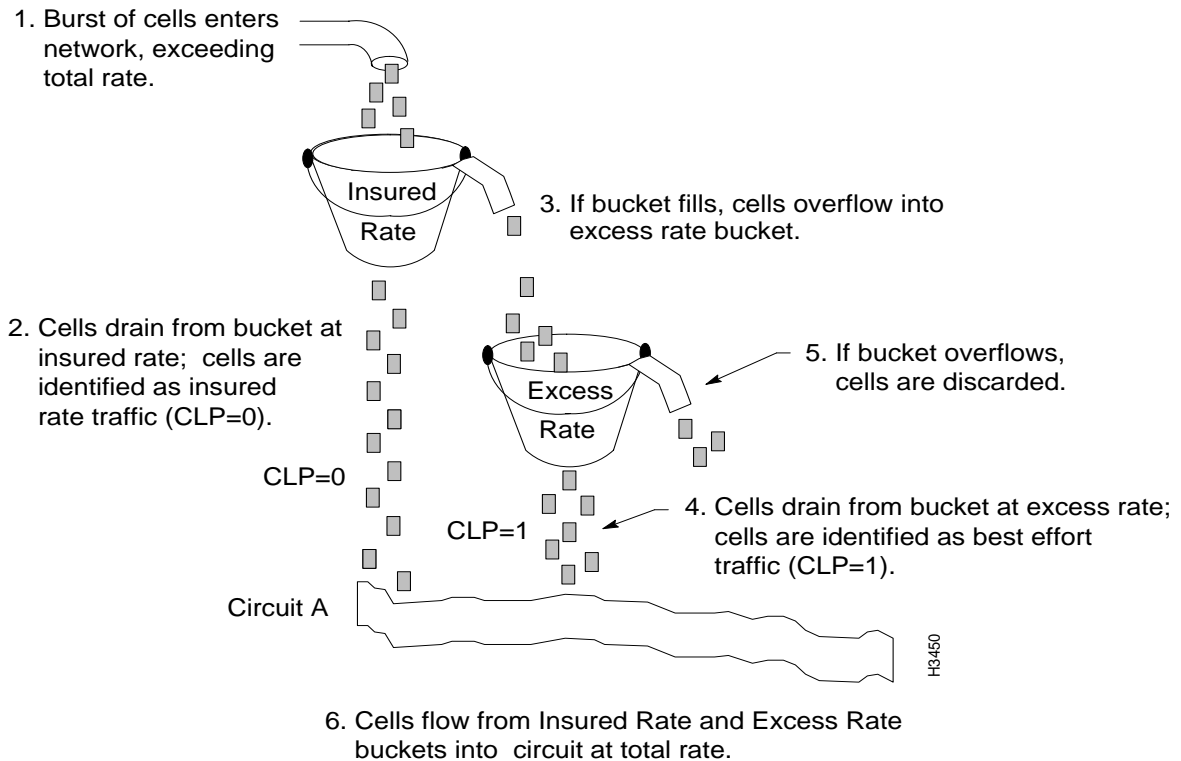 1. Burst of cells enters
network, exceeding
total rate.
Insured
Rate
3. If bucket fills, cells overflow into
excess rate bucket.
2. Cells drain from bucket at
insured rate;  cells are
identified as insured
rate traffic (CLP=0).
5. If bucket overflows,
cells are discarded.
Excess
Rate
CLP=0
CLP=1
4. Cells drain from bucket at excess rate;
cells are identified as best effort
traffic (CLP=1).
Circuit A
H3450
6. Cells flow from Insured Rate and Excess Rate
buckets into  circuit at total rate.